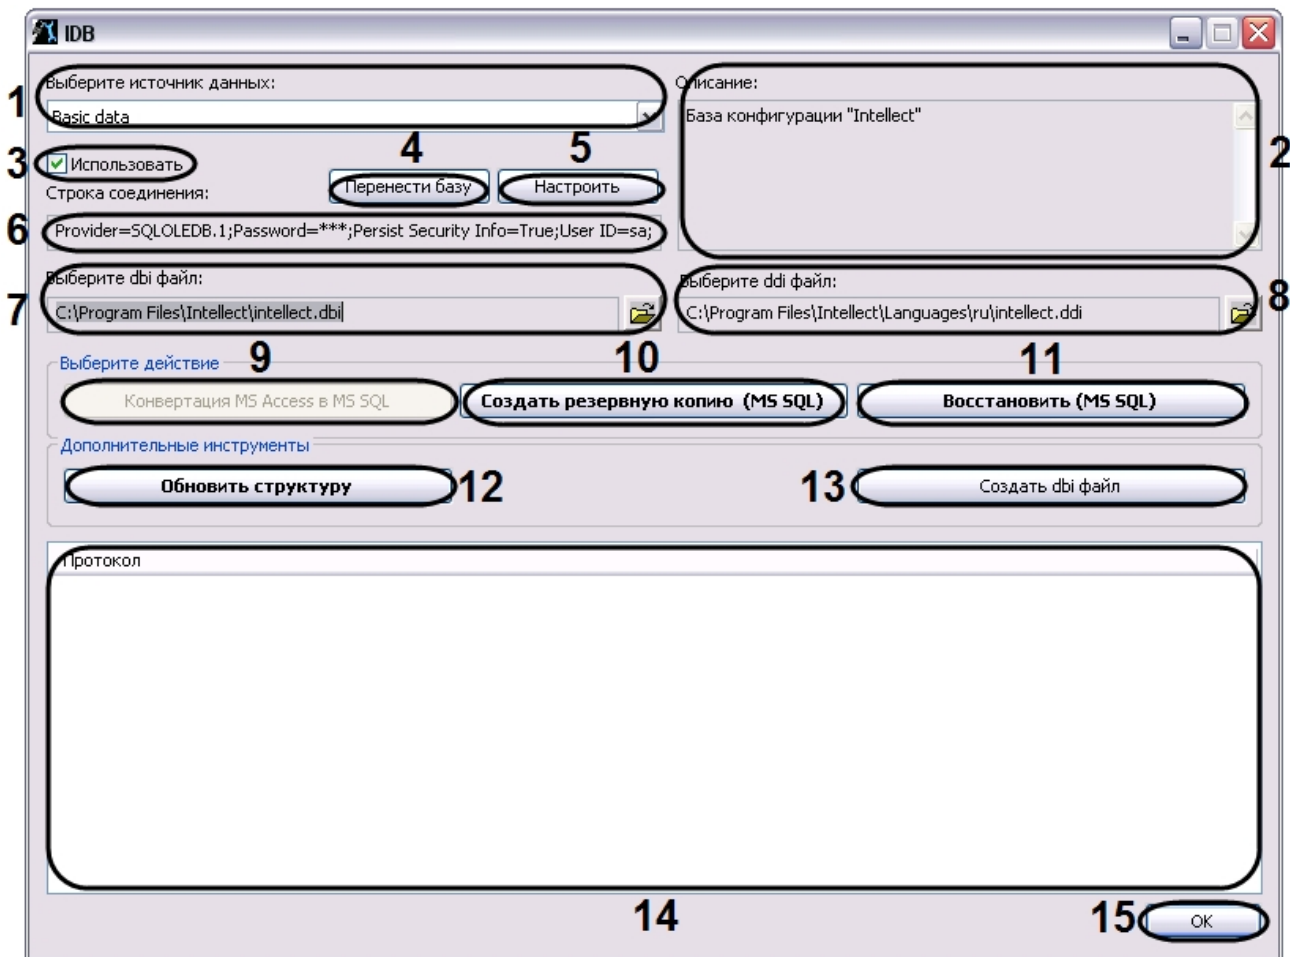 IDB
Выберите источник данных:
Описание:
1
Basic data
База конфигурации "Intellect"
2
3
Использовать
4
5
Строка соединения:
Перенести базу
Настроить
6
Provider=SQLOLEDB.1;Password=***;Persist Security Info=True;User ID=sa;
Выберите dbi файл:
Выберите ddi файл:
7
C:\Program Files\Intellect\intellect.dbi
C:\Program Files\Intellect\Languages\ru\intellect.ddi
8
Выберите действие
9
10
11
Конвертация MS Access в MS SQL
Создать резервную копию (MS SQL)
Восстановить (MS SQL)
Дополнительные инструменты
Обновить структуру
12
13
Создать dbi файл
Протокол
14
15
OK